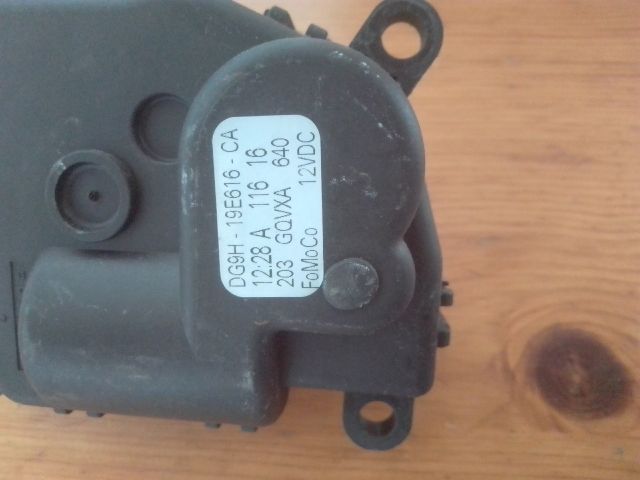 DG9H - 19E616 - CA
12:28 A 116 16
203 GQVXA 640
FoMoCo 12VDC